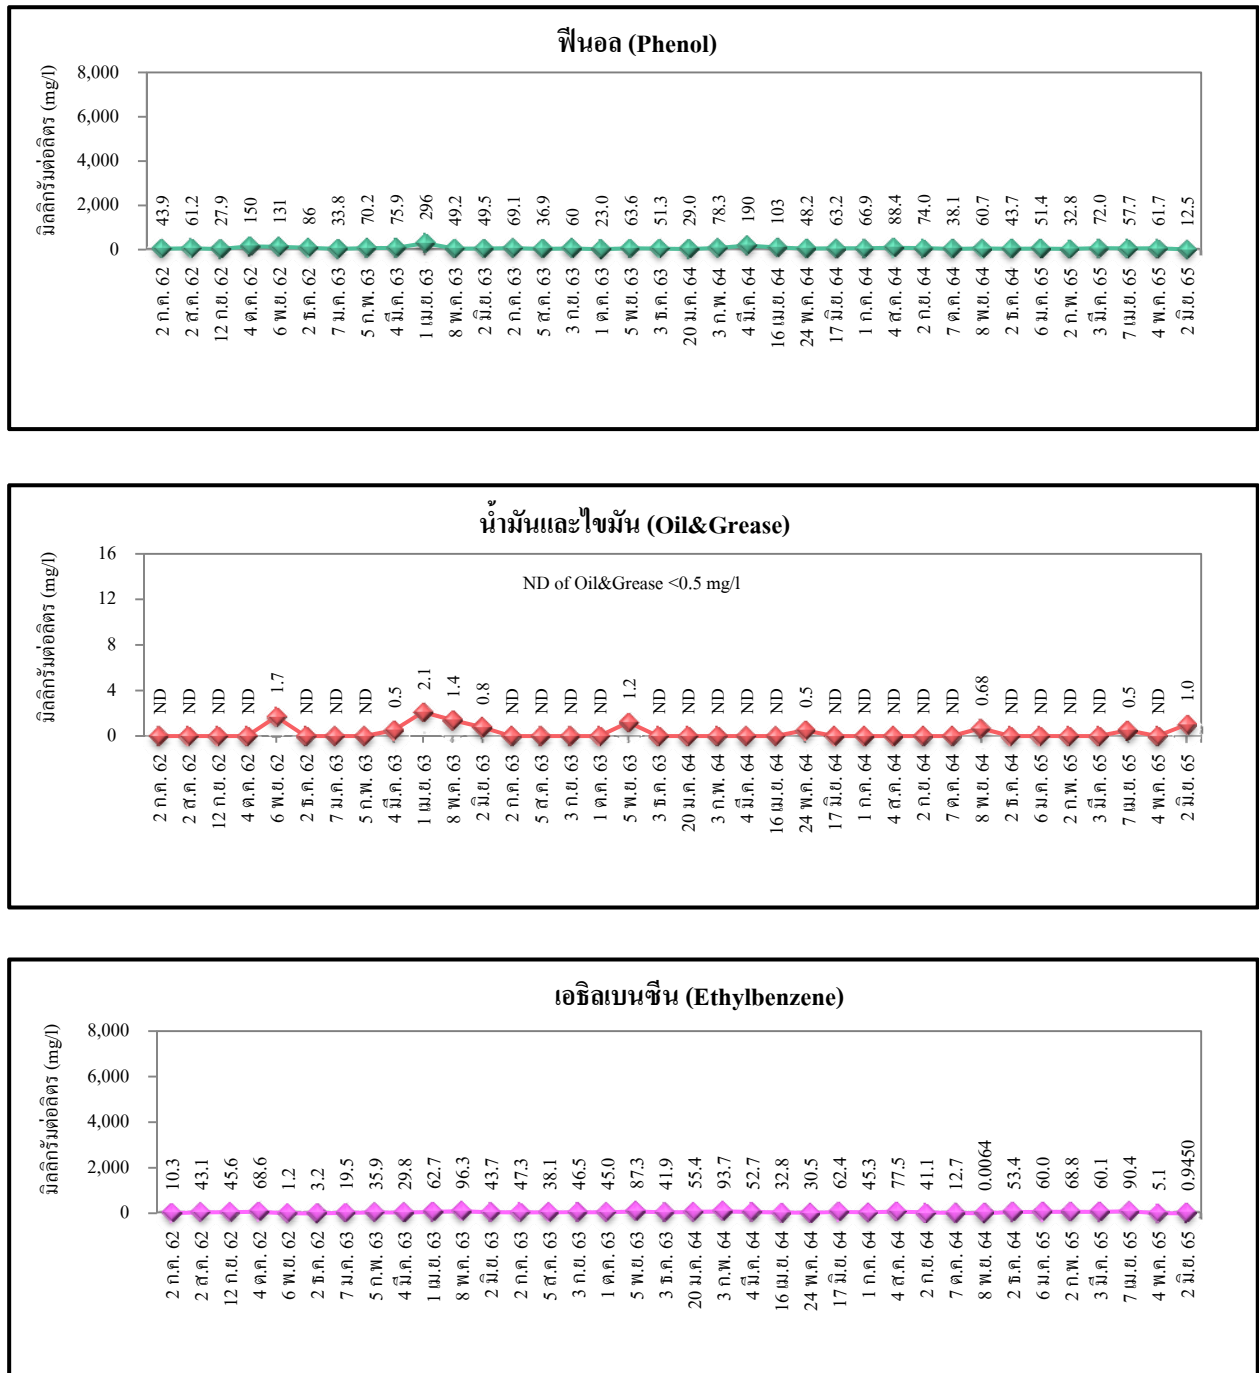 ฟีนอล (Phenol)
มิลลิกรัมต่อลิตร (mg/l)
8,000
6,000
4,000
2,000
0
43.9 61.2 27.9 150 131 86 33.8 70.2 75.9 296 49.2 49.5 69.1 36.9 60 23.0 63.6 51.3 29.0 78.3 190 103 48.2 63.2 66.9 88.4 74.0 38.1 60.7 43.7 51.4 32.8 72.0 57.7 61.7 12.5
2 ก.ค. 62 2 ส.ค. 62 12 ก.ย. 62 4 ต.ค. 62 6 พ.ย. 62 2 ธ.ค. 62 7 ม.ค. 63 5 ก.พ. 63 4 มี.ค. 63 1 เม.ย. 63 8 พ.ค. 63 2 มิ.ย. 63 2 ก.ค. 63 5 ส.ค. 63 3 ก.ย. 63 1 ต.ค. 63 5 พ.ย. 63 3 ธ.ค. 63 20 ม.ค. 64 3 ก.พ. 64 4 มี.ค. 64 16 เม.ย. 64 24 พ.ค. 64 17 มิ.ย. 64 1 ก.ค. 64 4 ส.ค. 64 2 ก.ย. 64 7 ต.ค. 64 8 พ.ย. 64 2 ธ.ค. 64 6 ม.ค. 65 2 ก.พ. 65 3 มี.ค. 65 7 เม.ย. 65 4 พ.ค. 65 2 มิ.ย. 65
น้ำมันและไขมัน (Oil&Grease)
มิลลิกรัมต่อลิตร (mg/l)
16
12
8
4
0
ND of Oil&Grease <0.5 mg/l
ND ND ND ND 1.7 ND ND ND 0.5 2.1 1.4 0.8 ND ND ND ND 1.2 ND ND ND ND ND 0.5 ND ND ND ND ND 0.68 ND ND ND ND 0.5 ND 1.0
2 ก.ค. 62 2 ส.ค. 62 12 ก.ย. 62 4 ต.ค. 62 6 พ.ย. 62 2 ธ.ค. 62 7 ม.ค. 63 5 ก.พ. 63 4 มี.ค. 63 1 เม.ย. 63 8 พ.ค. 63 2 มิ.ย. 63 2 ก.ค. 63 5 ส.ค. 63 3 ก.ย. 63 1 ต.ค. 63 5 พ.ย. 63 3 ธ.ค. 63 20 ม.ค. 64 3 ก.พ. 64 4 มี.ค. 64 16 เม.ย. 64 24 พ.ค. 64 17 มิ.ย. 64 1 ก.ค. 64 4 ส.ค. 64 2 ก.ย. 64 7 ต.ค. 64 8 พ.ย. 64 2 ธ.ค. 64 6 ม.ค. 65 2 ก.พ. 65 3 มี.ค. 65 7 เม.ย. 65 4 พ.ค. 65 2 มิ.ย. 65
เอธิลเบนซีน (Ethylbenzene)
มิลลิกรัมต่อลิตร (mg/l)
8,000
6,000
4,000
2,000
0
10.3 43.1 45.6 68.6 1.2 3.2 19.5 35.9 29.8 62.7 96.3 43.7 47.3 38.1 46.5 45.0 87.3 41.9 55.4 93.7 52.7 32.8 30.5 62.4 45.3 77.5 41.1 12.7 0.0064 53.4 60.0 68.8 60.1 90.4 5.1 0.9450
2 ก.ค. 62 2 ส.ค. 62 12 ก.ย. 62 4 ต.ค. 62 6 พ.ย. 62 2 ธ.ค. 62 7 ม.ค. 63 5 ก.พ. 63 4 มี.ค. 63 1 เม.ย. 63 8 พ.ค. 63 2 มิ.ย. 63 2 ก.ค. 63 5 ส.ค. 63 3 ก.ย. 63 1 ต.ค. 63 5 พ.ย. 63 3 ธ.ค. 63 20 ม.ค. 64 3 ก.พ. 64 4 มี.ค. 64 16 เม.ย. 64 24 พ.ค. 64 17 มิ.ย. 64 1 ก.ค. 64 4 ส.ค. 64 2 ก.ย. 64 7 ต.ค. 64 8 พ.ย. 64 2 ธ.ค. 64 6 ม.ค. 65 2 ก.พ. 65 3 มี.ค. 65 7 เม.ย. 65 4 พ.ค. 65 2 มิ.ย. 65